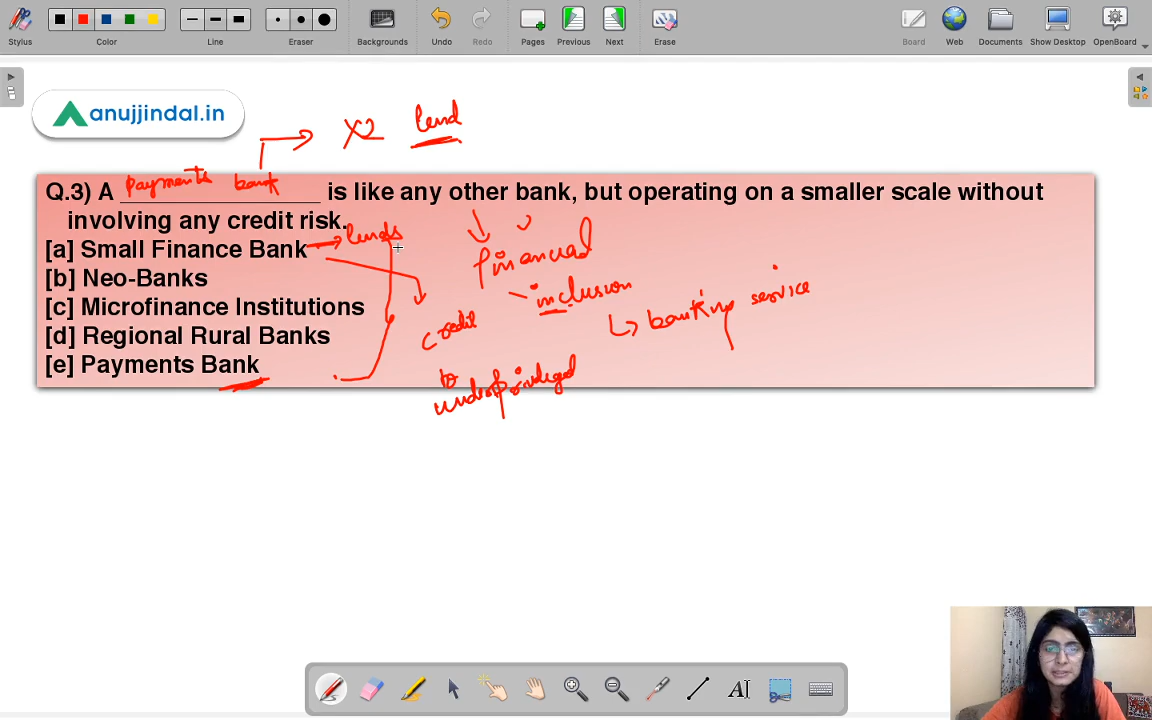 Stylus
Color
Line
Eraser
Backgrounds
Undo
Redo
Pages
Previous
Next
Erase
Board
Web
Documents
Show Desktop
OpenBoard
anujjindal.in
lend
payments bank
Q.3) A ____________________ is like any other bank, but operating on a smaller scale without
involving any credit risk.
lends
[a] Small Finance Bank
financial
[b] Neo-Banks
inclusion
banking service
[c] Microfinance Institutions
credit
[d] Regional Rural Banks
[e] Payments Bank
to
underprivileged